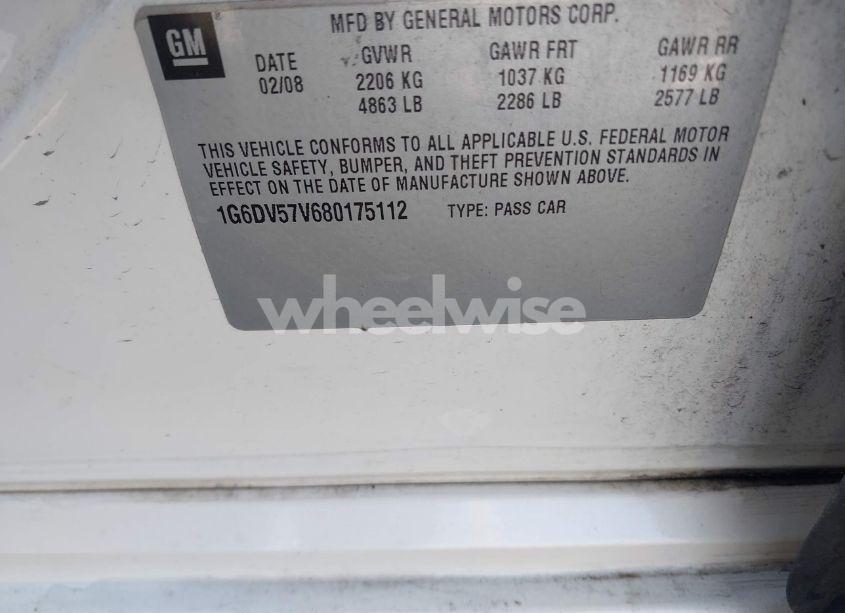 GM
MFD BY GENERAL MOTORS CORP.
DATE GVWR GAWR FRT GAWR RR
02/08 2206 KG 1037 KG 1169 KG
4863 LB 2286 LB 2577 LB
THIS VEHICLE CONFORMS TO ALL APPLICABLE U.S. FEDERAL MOTOR
VEHICLE SAFETY, BUMPER, AND THEFT PREVENTION STANDARDS IN
EFFECT ON THE DATE OF MANUFACTURE SHOWN ABOVE.
1G6DV57V680175112 TYPE: PASS CAR
wheelwise